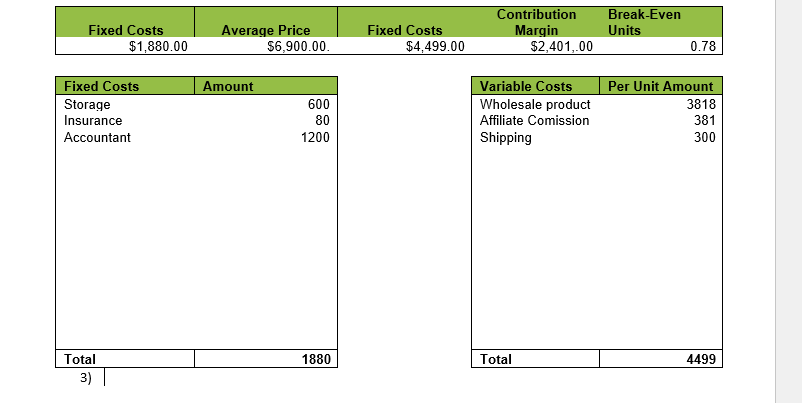 Contribution Break-Even
Fixed Costs Average Price Fixed Costs Margin Units
$1,880.00 $6,900.00. $4,499.00 $2,401,.00 0.78
Fixed Costs Amount
Storage 600
Insurance 80
Accountant 1200
Total 1880
Variable Costs Per Unit Amount
Wholesale product 3818
Affiliate Comission 381
Shipping 300
Total 4499
3)